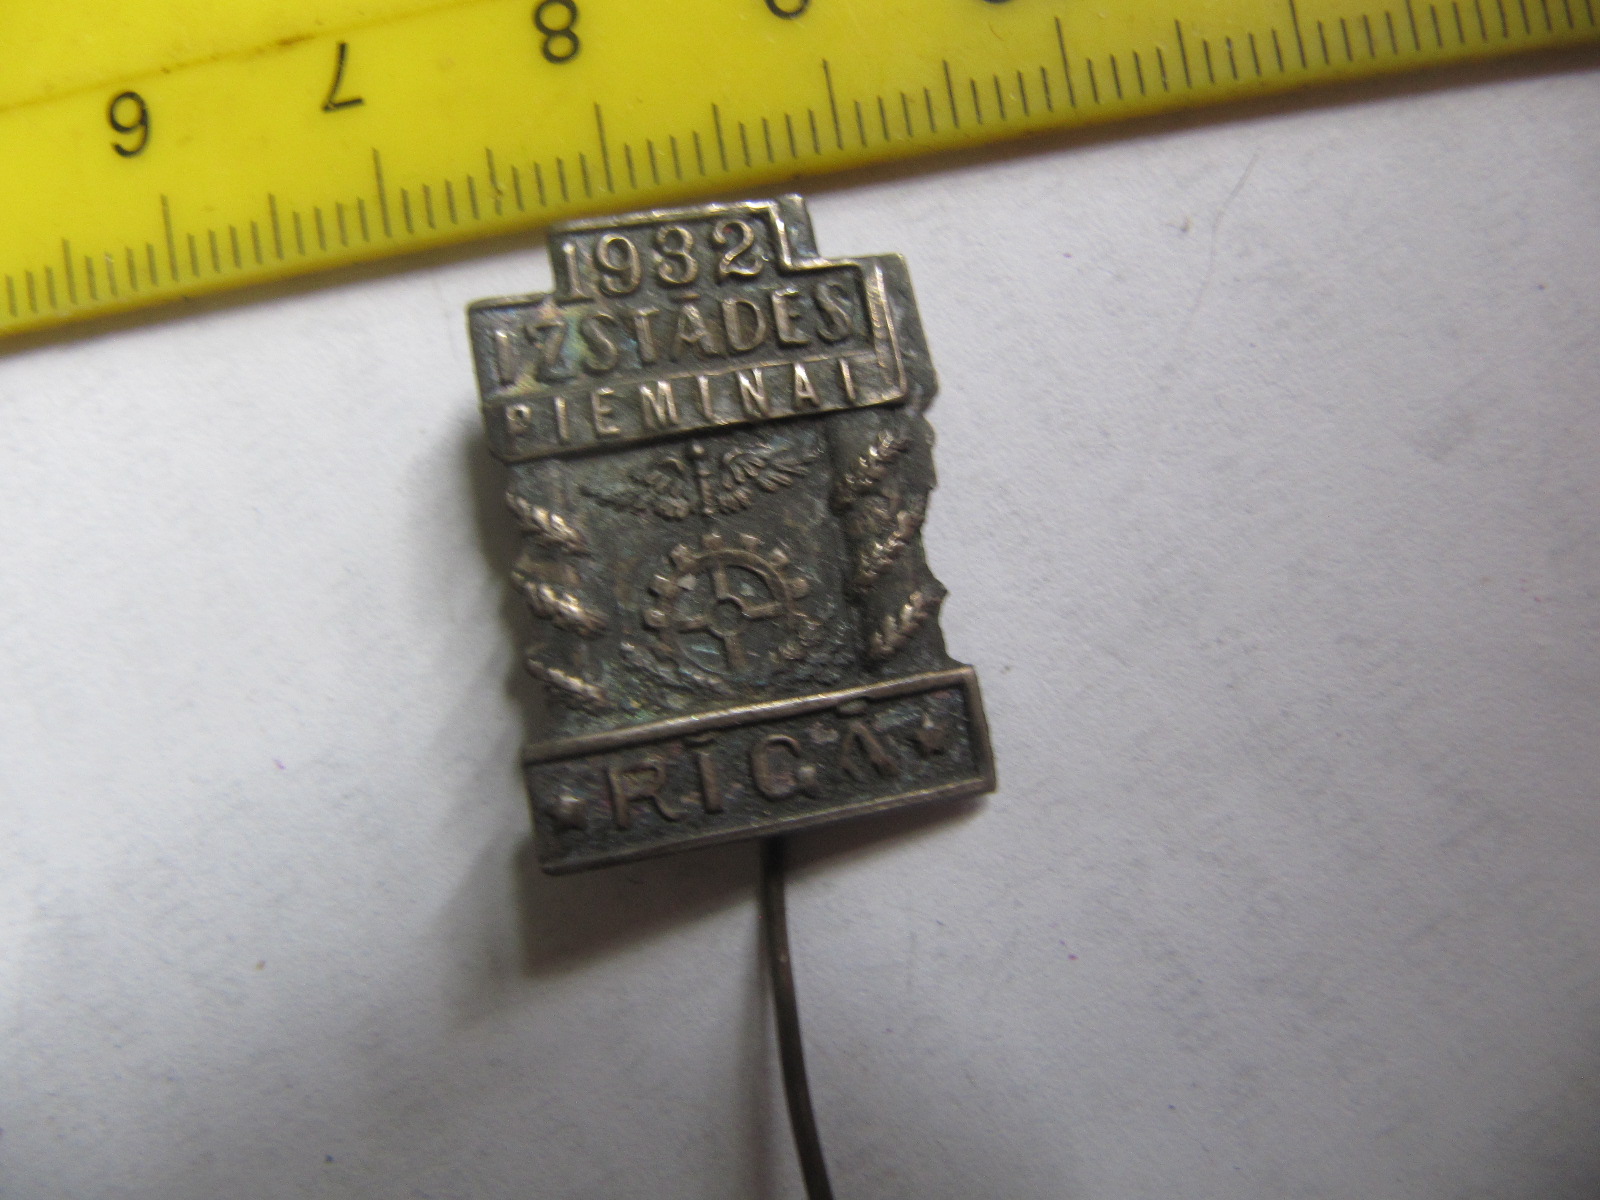 6 7 8
1932
IZSTĀDES
PIEMIŅAI
★ RĪGĀ ★